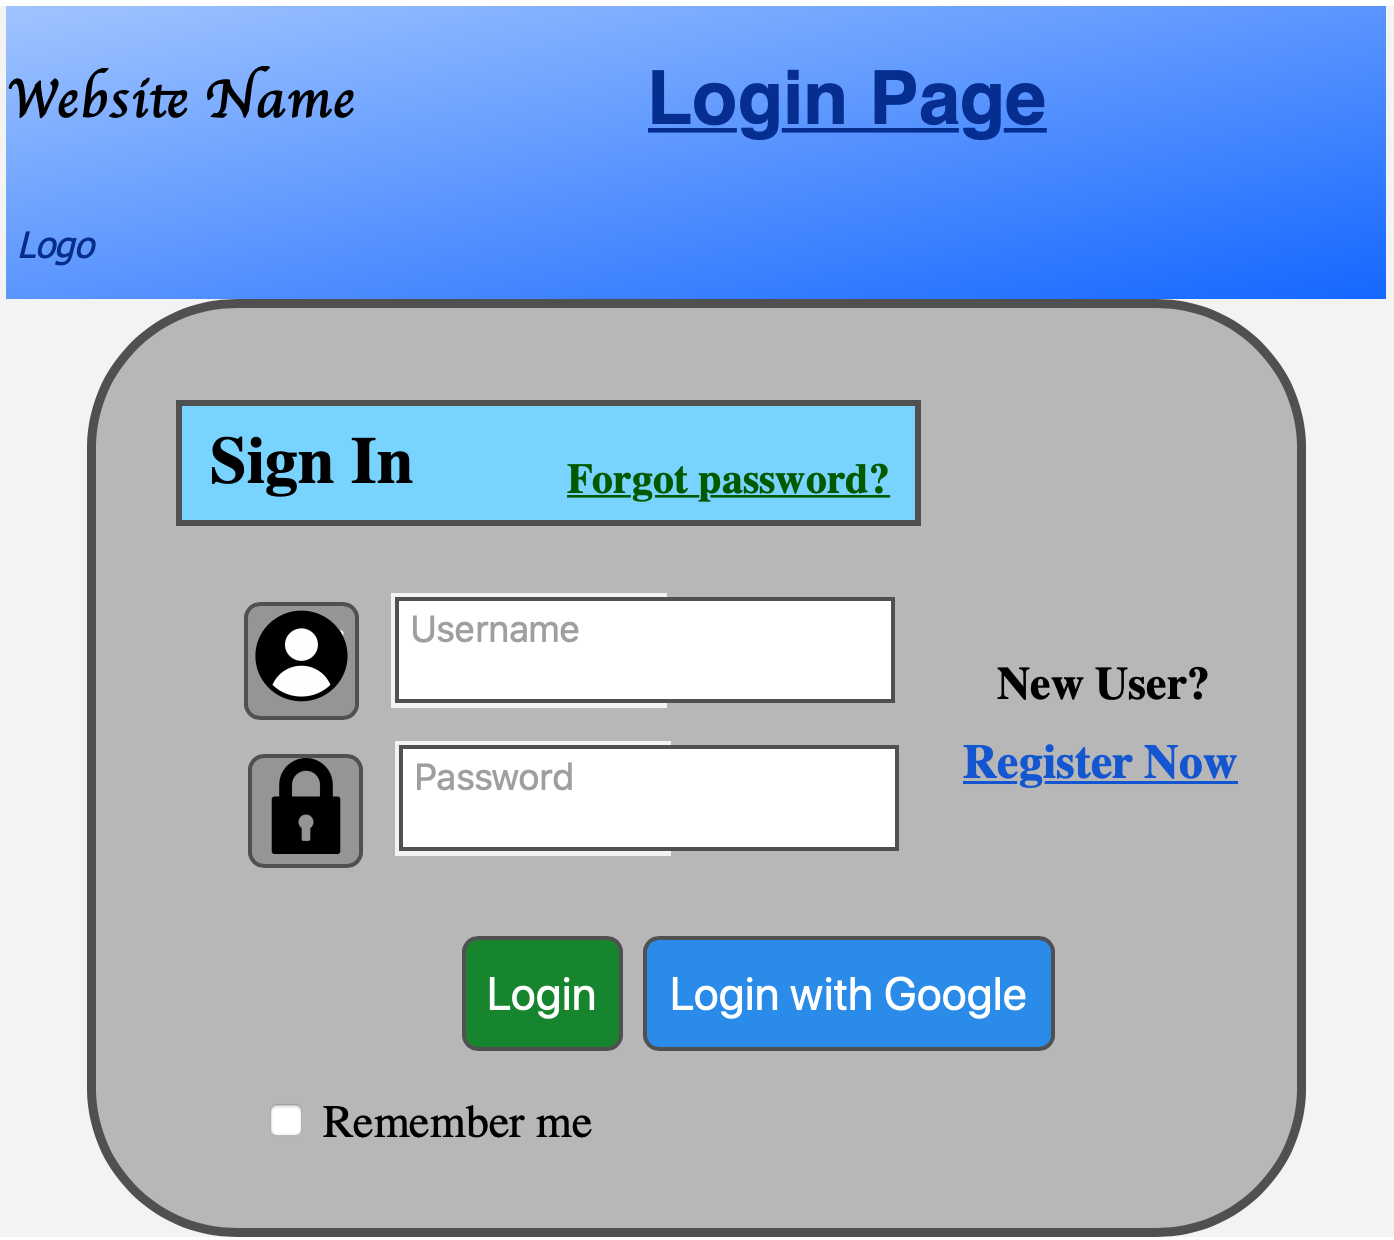 Website Name
Login Page
Logo
Sign In
Forgot password?
Username
New User?
Password
Register Now
Login
Login with Google
Remember me